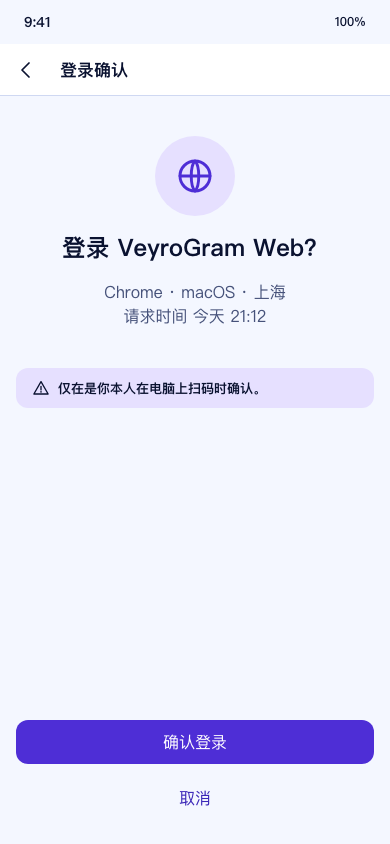 9:41
100%
登录确认
登录 VeyroGram Web?
Chrome · macOS · 上海
请求时间 今天 21:12
仅在是你本人在电脑上扫码时确认。
确认登录
取消